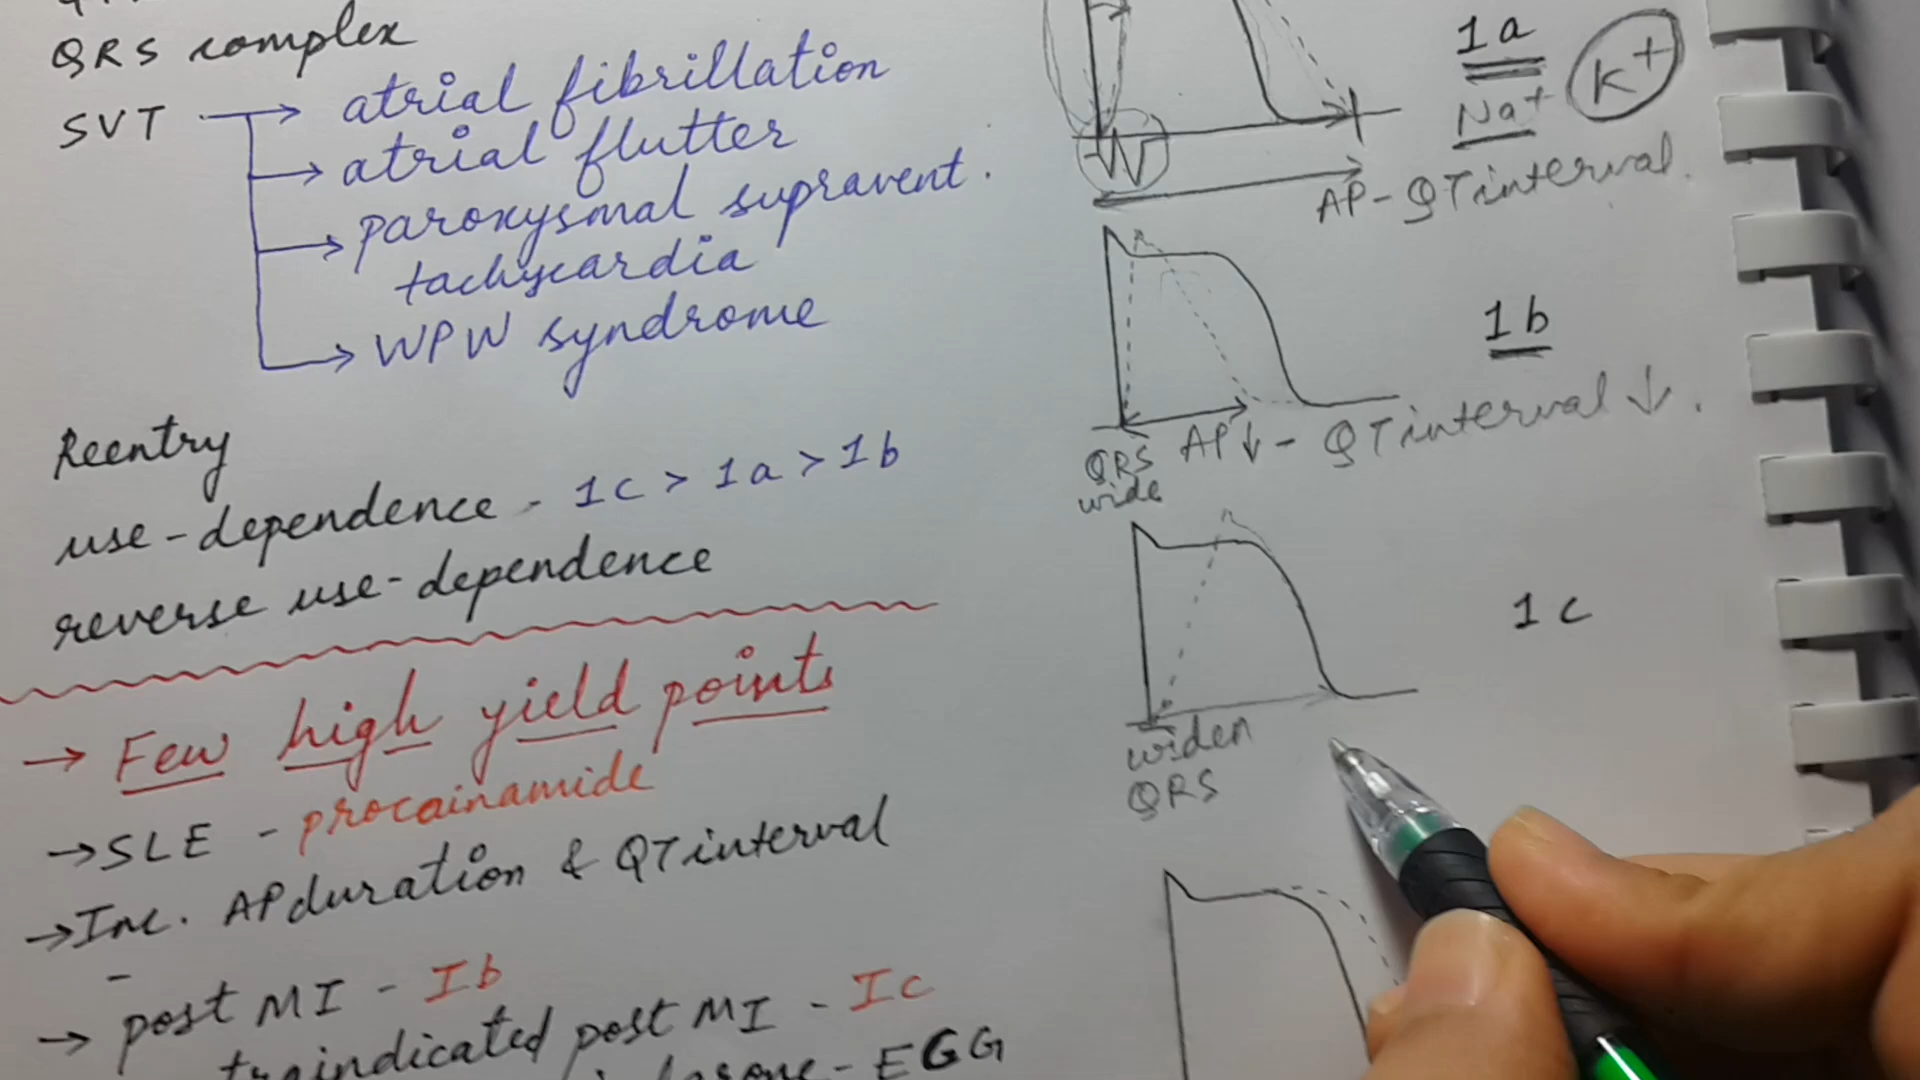 QRS complex
SVT → atrial fibrillation
→ atrial flutter
→ paroxysmal supravent.
tachycardia
→ WPW syndrome
Reentry
use-dependence - 1c > 1a > 1b
reverse use-dependence
→ Few high yield points
→ SLE - procainamide
→ Inc. AP duration & QT interval
-
→ post MI - Ib
traindicated post MI - Ic
- EGG
1a
Na+ K+
AP - QT interval.
1b
QRS AP ↓ - QT interval ↓.
wide
1c
widen
QRS